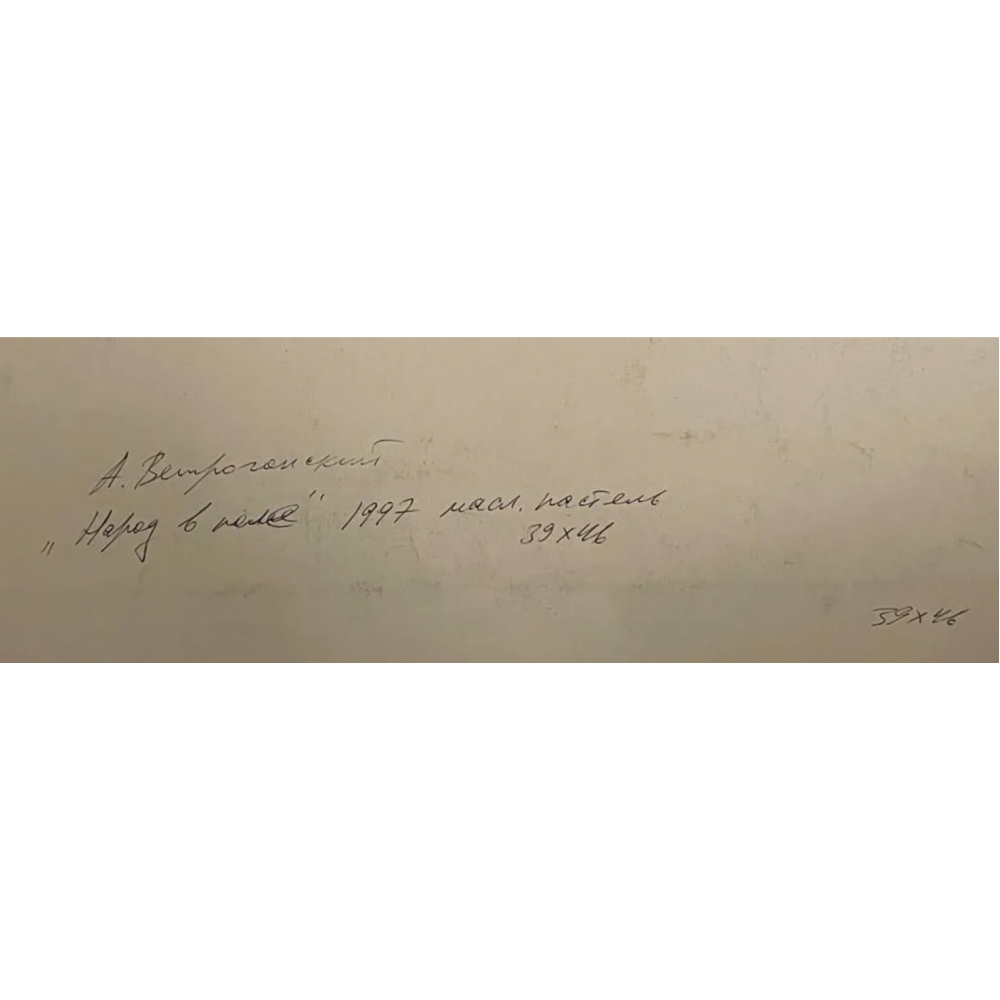 А. Ветрогонский
„Народ в поле" 1997 масл. пастель
39х46
39х46